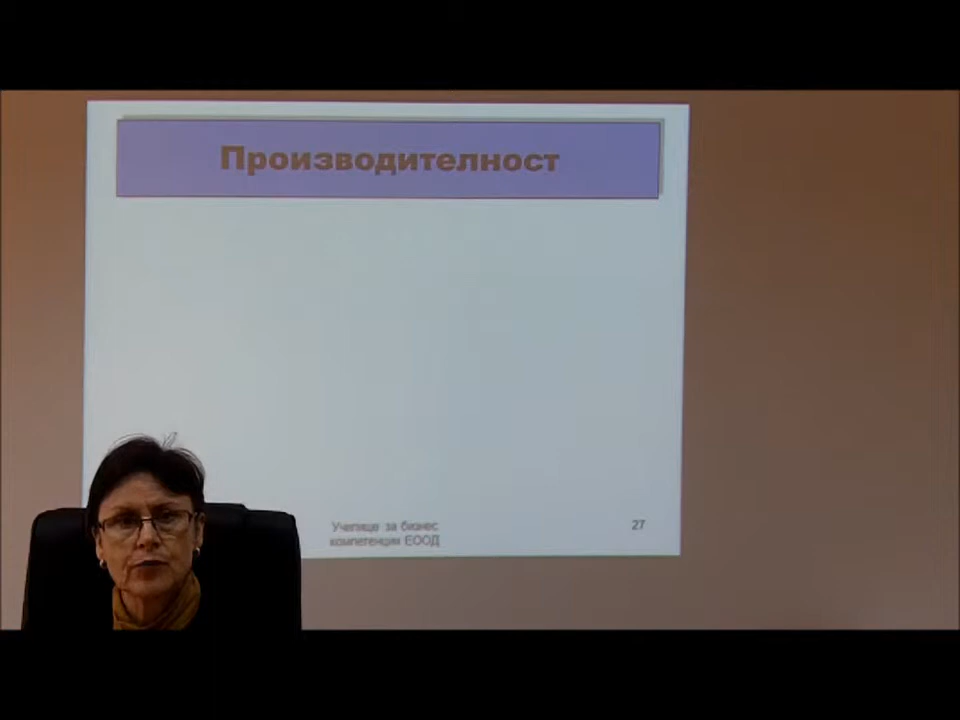 Производителност
Училище за бизнес
компетенции ЕООД
27